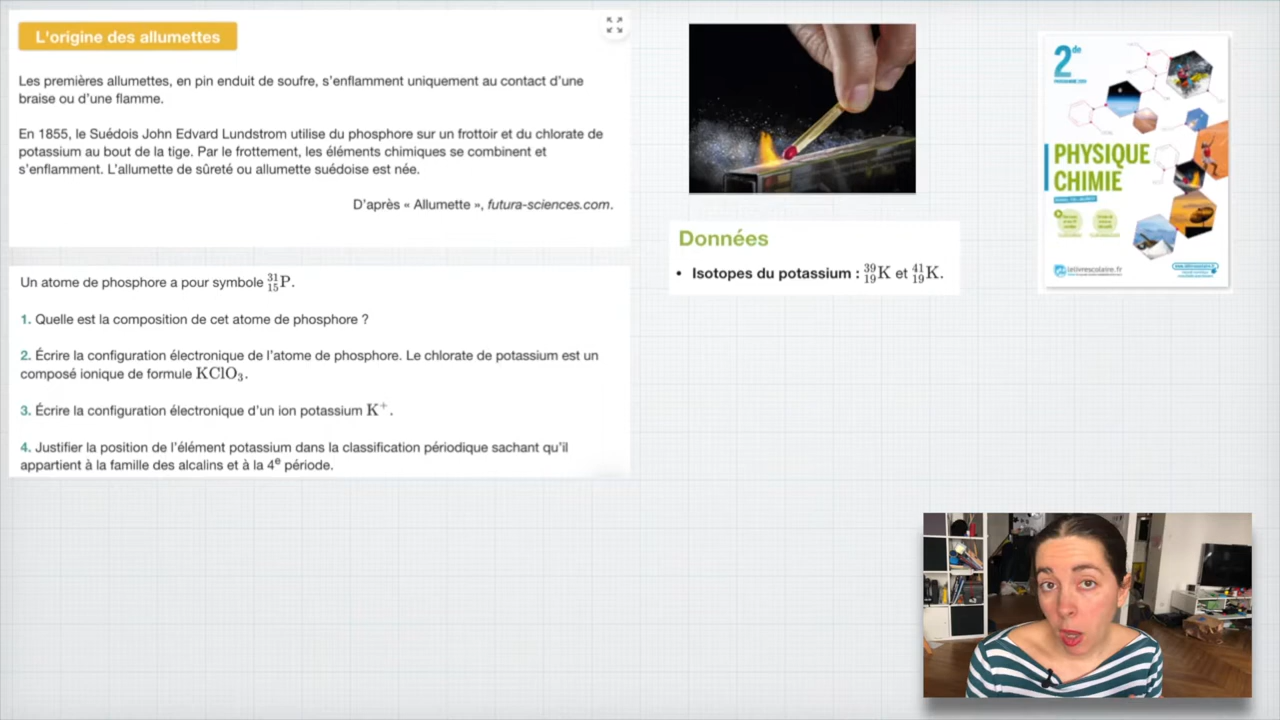 L'origine des allumettes
Les premières allumettes, en pin enduit de soufre, s'enflamment uniquement au contact d'une
braise ou d'une flamme.
En 1855, le Suédois John Edvard Lundstrom utilise du phosphore sur un frottoir et du chlorate de
potassium au bout de la tige. Par le frottement, les éléments chimiques se combinent et
s'enflamment. L'allumette de sûreté ou allumette suédoise est née.
D'après « Allumette », futura-sciences.com.
Un atome de phosphore a pour symbole ³¹₁₅P.
1. Quelle est la composition de cet atome de phosphore ?
2. Écrire la configuration électronique de l'atome de phosphore. Le chlorate de potassium est un
composé ionique de formule KClO₃.
3. Écrire la configuration électronique d'un ion potassium K⁺.
4. Justifier la position de l'élément potassium dans la classification périodique sachant qu'il
appartient à la famille des alcalins et à la 4ᵉ période.
Données
• Isotopes du potassium : ³⁹₁₉K et ⁴¹₁₉K.
2de
PHYSIQUE
CHIMIE
lelivrescolaire.fr